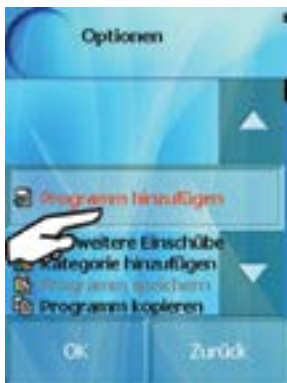 Optionen
Programm hinzufügen
weitere Einschübe
Kategorie hinzufügen
Programm speichern
Programm kopieren
OK
Zurück